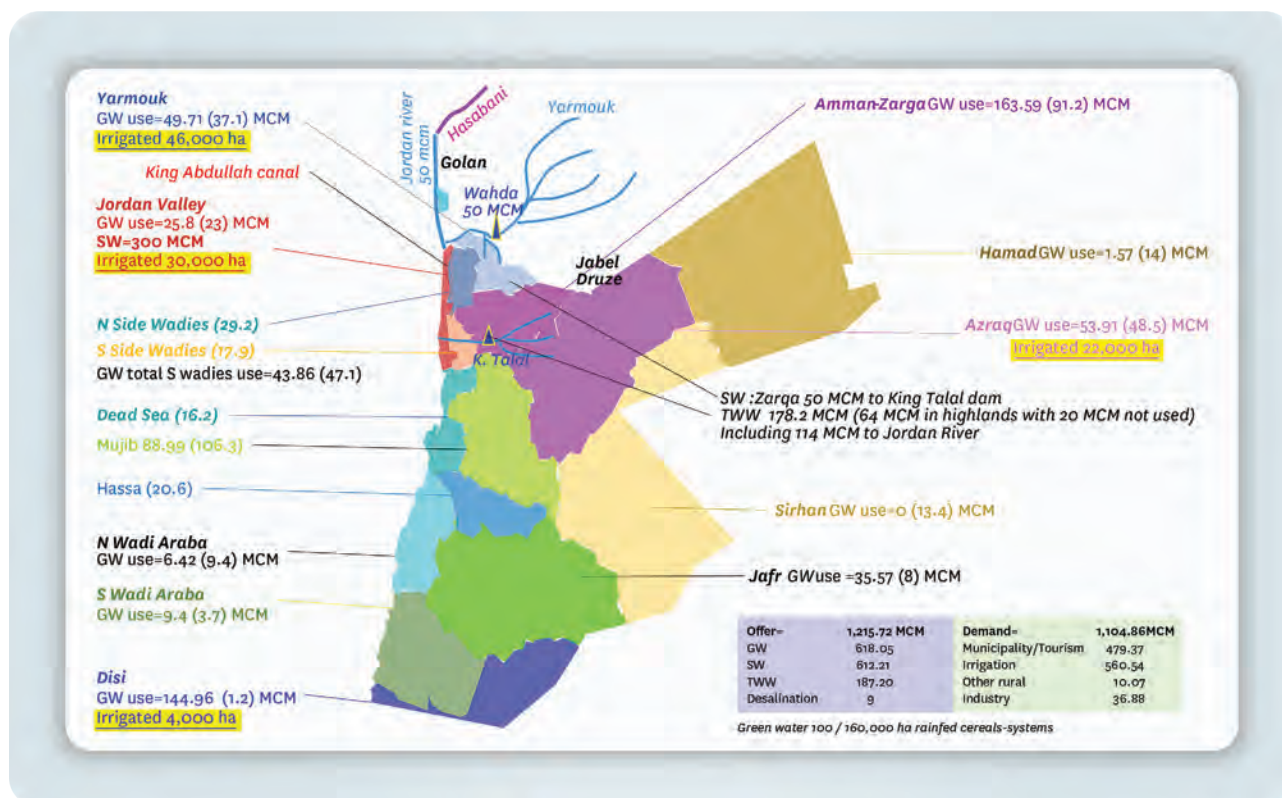 Yarmouk
GW use=49.71 (37.1) MCM
Irrigated 46,000 ha
King Abdullah canal
Jordan Valley
GW use=25.8 (23) MCM
SW=300 MCM
Irrigated 30,000 ha
N Side Wadies (29.2)
S Side Wadies (17.9)
GW total S wadies use=43.86 (47.1)
Dead Sea (16.2)
Mujib 88.99 (106.3)
Hassa (20.6)
N Wadi Araba
GW use=6.42 (9.4) MCM
S Wadi Araba
GW use=9.4 (3.7) MCM
Disi
GW use=144.96 (1.2) MCM
Irrigated 4,000 ha
Jordan river
50 mcm
Hasabani
Golan
Yarmouk
Wahda
50 MCM
Jabel
Druze
K. Talal
Amman-Zarga GW use=163.59 (91.2) MCM
Hamad GW use=1.57 (14) MCM
Azraq GW use=53.91 (48.5) MCM
Irrigated 22,000 ha
SW :Zarqa 50 MCM to King Talal dam
TWW 178.2 MCM (64 MCM in highlands with 20 MCM not used)
Including 114 MCM to Jordan River
Sirhan GW use=0 (13.4) MCM
Jafr GW use =35.57 (8) MCM
Offer= 1,215.72 MCM
GW 618.05
SW 612.21
TWW 187.20
Desalination 9
Demand= 1,104.86MCM
Municipality/Tourism 479.37
Irrigation 560.54
Other rural 10.07
Industry 36.88
Green water 100 / 160,000 ha rainfed cereals-systems